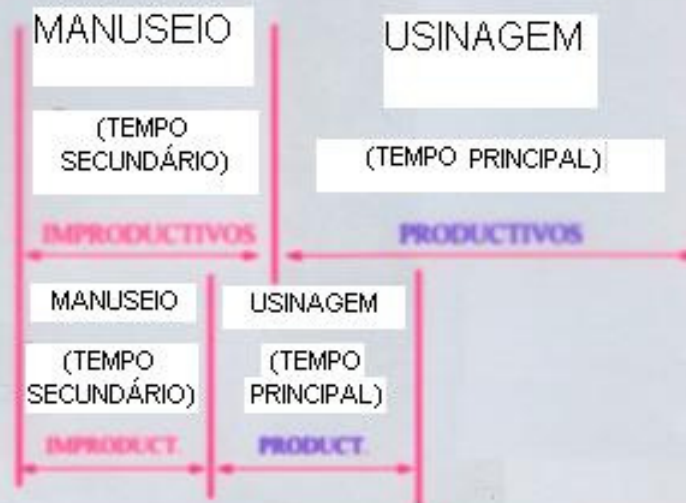 MANUSEIO
USINAGEM
(TEMPO
SECUNDÁRIO)
(TEMPO PRINCIPAL)
IMPRODUCTIVOS
PRODUCTIVOS
MANUSEIO
USINAGEM
(TEMPO
SECUNDÁRIO)
(TEMPO
PRINCIPAL)
IMPRODUCT.
PRODUCT.